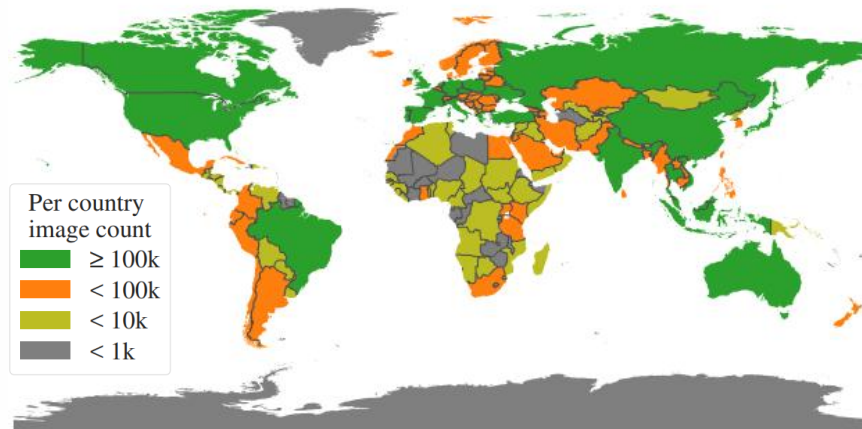 Per country
image count
≥ 100k
< 100k
< 10k
< 1k